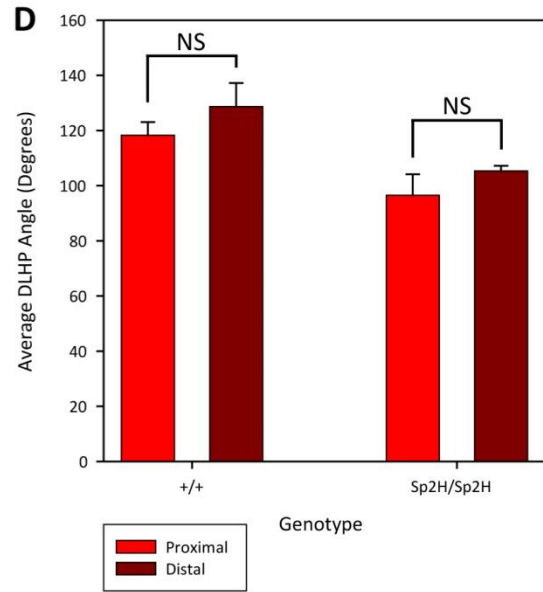 D
160
140
120
100
80
60
40
20
0
Average DLHP Angle (Degrees)
NS
NS
+/+
Sp2H/Sp2H
Genotype
Proximal
Distal